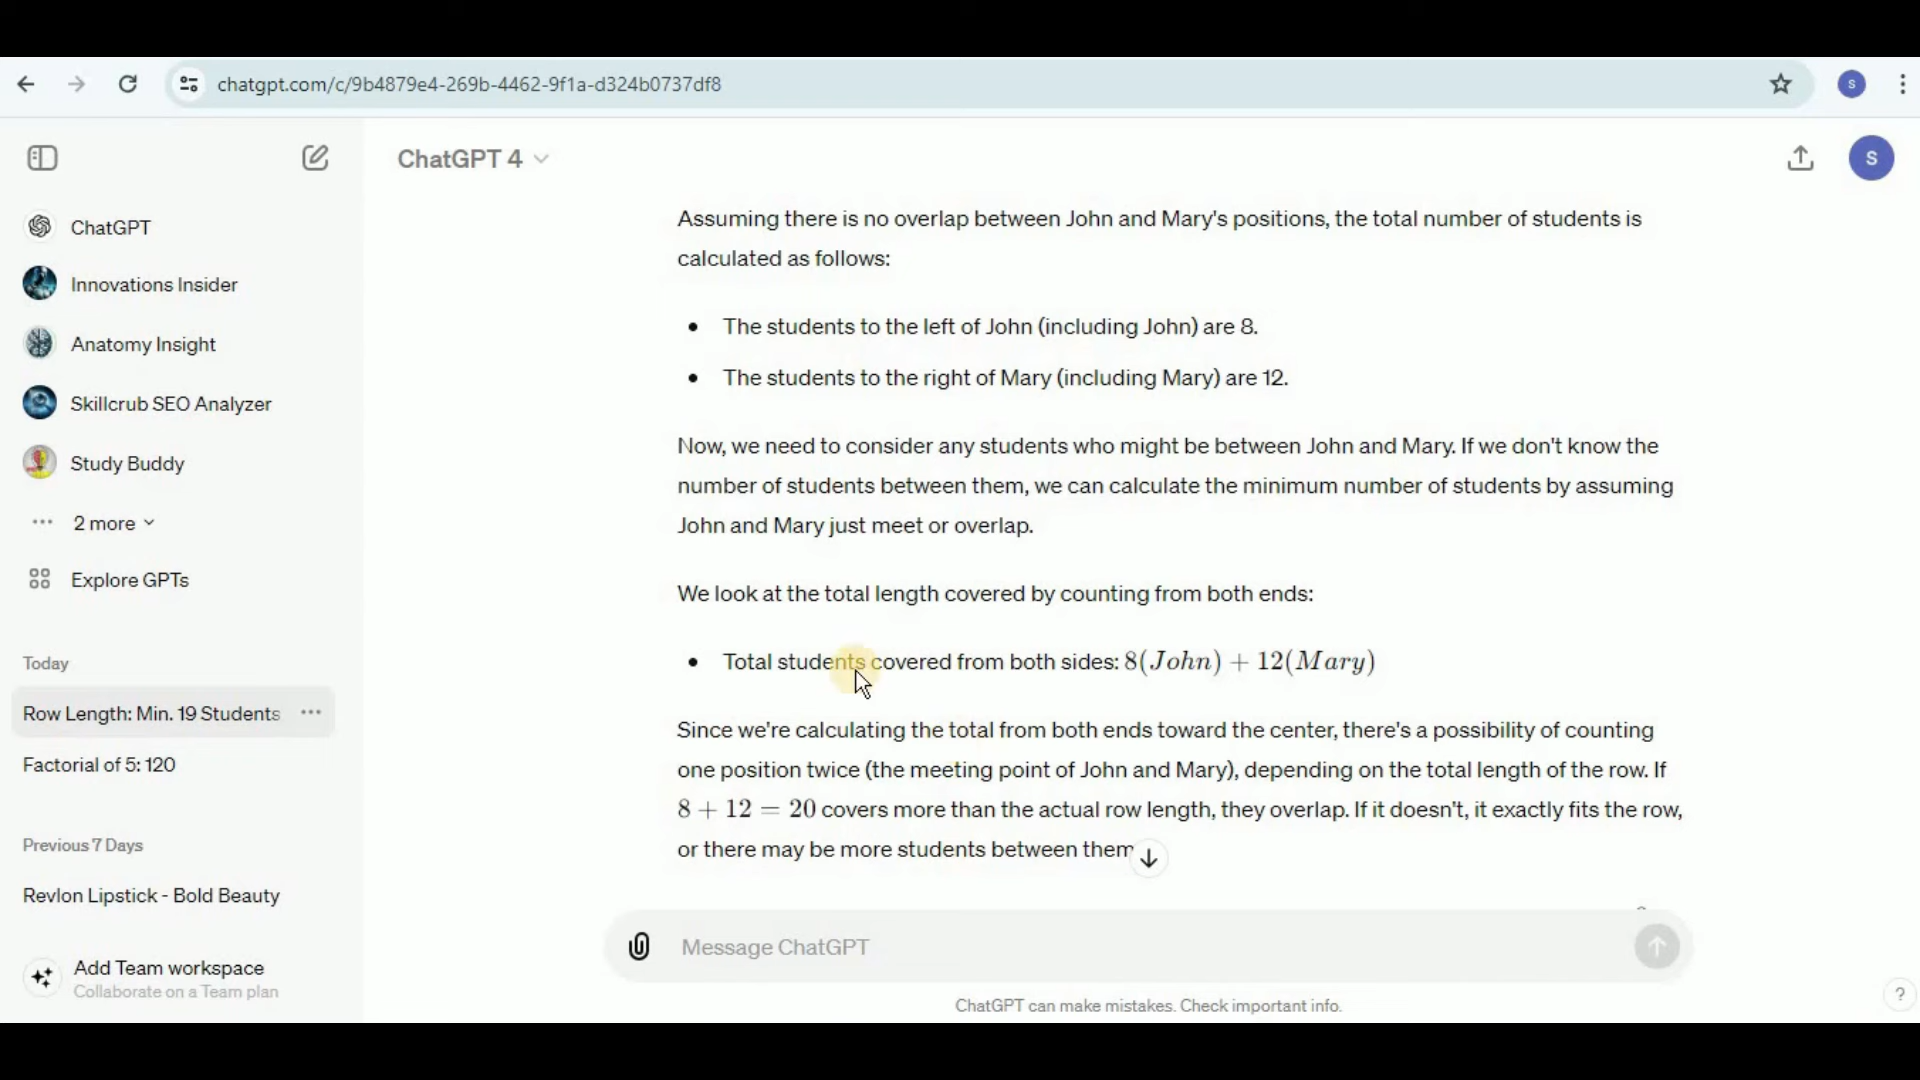 chatgpt.com/c/9b4879e4-269b-4462-9f1a-d324b0737df8
S
ChatGPT 4
S
ChatGPT
Innovations Insider
Anatomy Insight
Skillcrub SEO Analyzer
Study Buddy
2 more
Explore GPTs
Today
Row Length: Min. 19 Students
Factorial of 5: 120
Previous 7 Days
Revlon Lipstick - Bold Beauty
Add Team workspace
Collaborate on a Team plan
Assuming there is no overlap between John and Mary's positions, the total number of students is
calculated as follows:
• The students to the left of John (including John) are 8.
• The students to the right of Mary (including Mary) are 12.
Now, we need to consider any students who might be between John and Mary. If we don't know the
number of students between them, we can calculate the minimum number of students by assuming
John and Mary just meet or overlap.
We look at the total length covered by counting from both ends:
• Total students covered from both sides: 8(John) + 12(Mary)
Since we're calculating the total from both ends toward the center, there's a possibility of counting
one position twice (the meeting point of John and Mary), depending on the total length of the row. If
8 + 12 = 20 covers more than the actual row length, they overlap. If it doesn't, it exactly fits the row,
or there may be more students between them
Message ChatGPT
ChatGPT can make mistakes. Check important info.
?